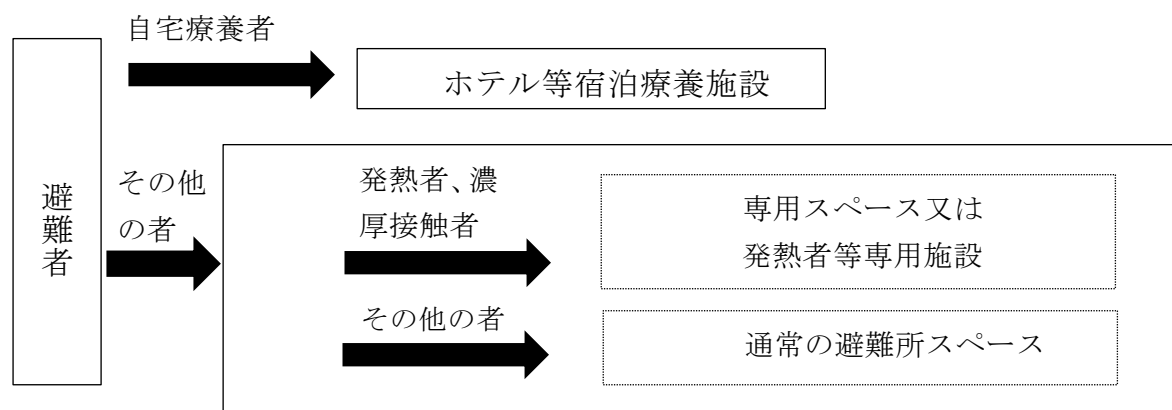 自宅療養者
ホテル等宿泊療養施設
避難者
その他
の者
発熱者、濃
厚接触者
専用スペース又は
発熱者等専用施設
その他の者
通常の避難所スペース